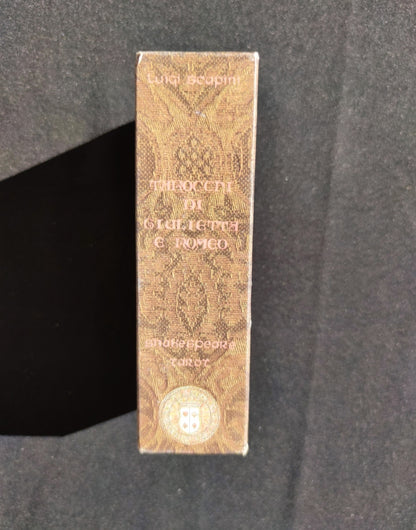 Luigi Scapini
TAROCCHI
DI
GIULIETTA
E ROMEO
Shakespeare
Tarot